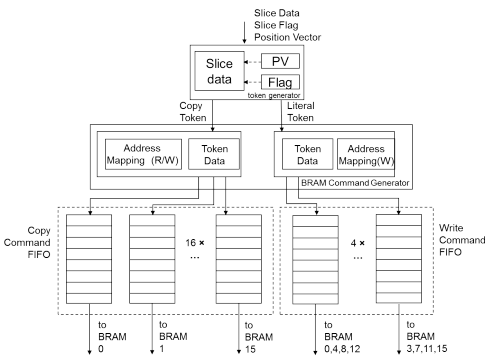 Slice Data
Slice Flag
Position Vector
Slice
data
PV
Flag
token generator
Copy
Token
Literal
Token
Address
Mapping (R/W)
Token
Data
Token
Data
Address
Mapping(W)
BRAM Command Generator
Copy
Command
FIFO
16 ×
...
4 ×
...
Write
Command
FIFO
to
BRAM
0
to
BRAM
1
to
BRAM
15
to
BRAM
0,4,8,12
to
BRAM
3,7,11,15